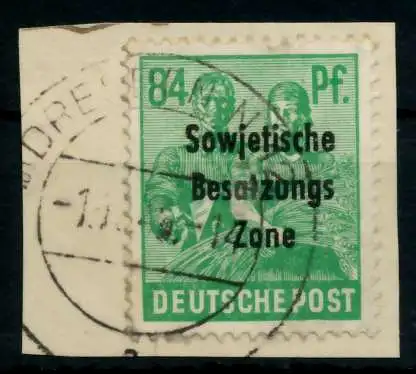 84 Pf.
Sowjetische
Besatzungs
Zone
DEUTSCHE POST